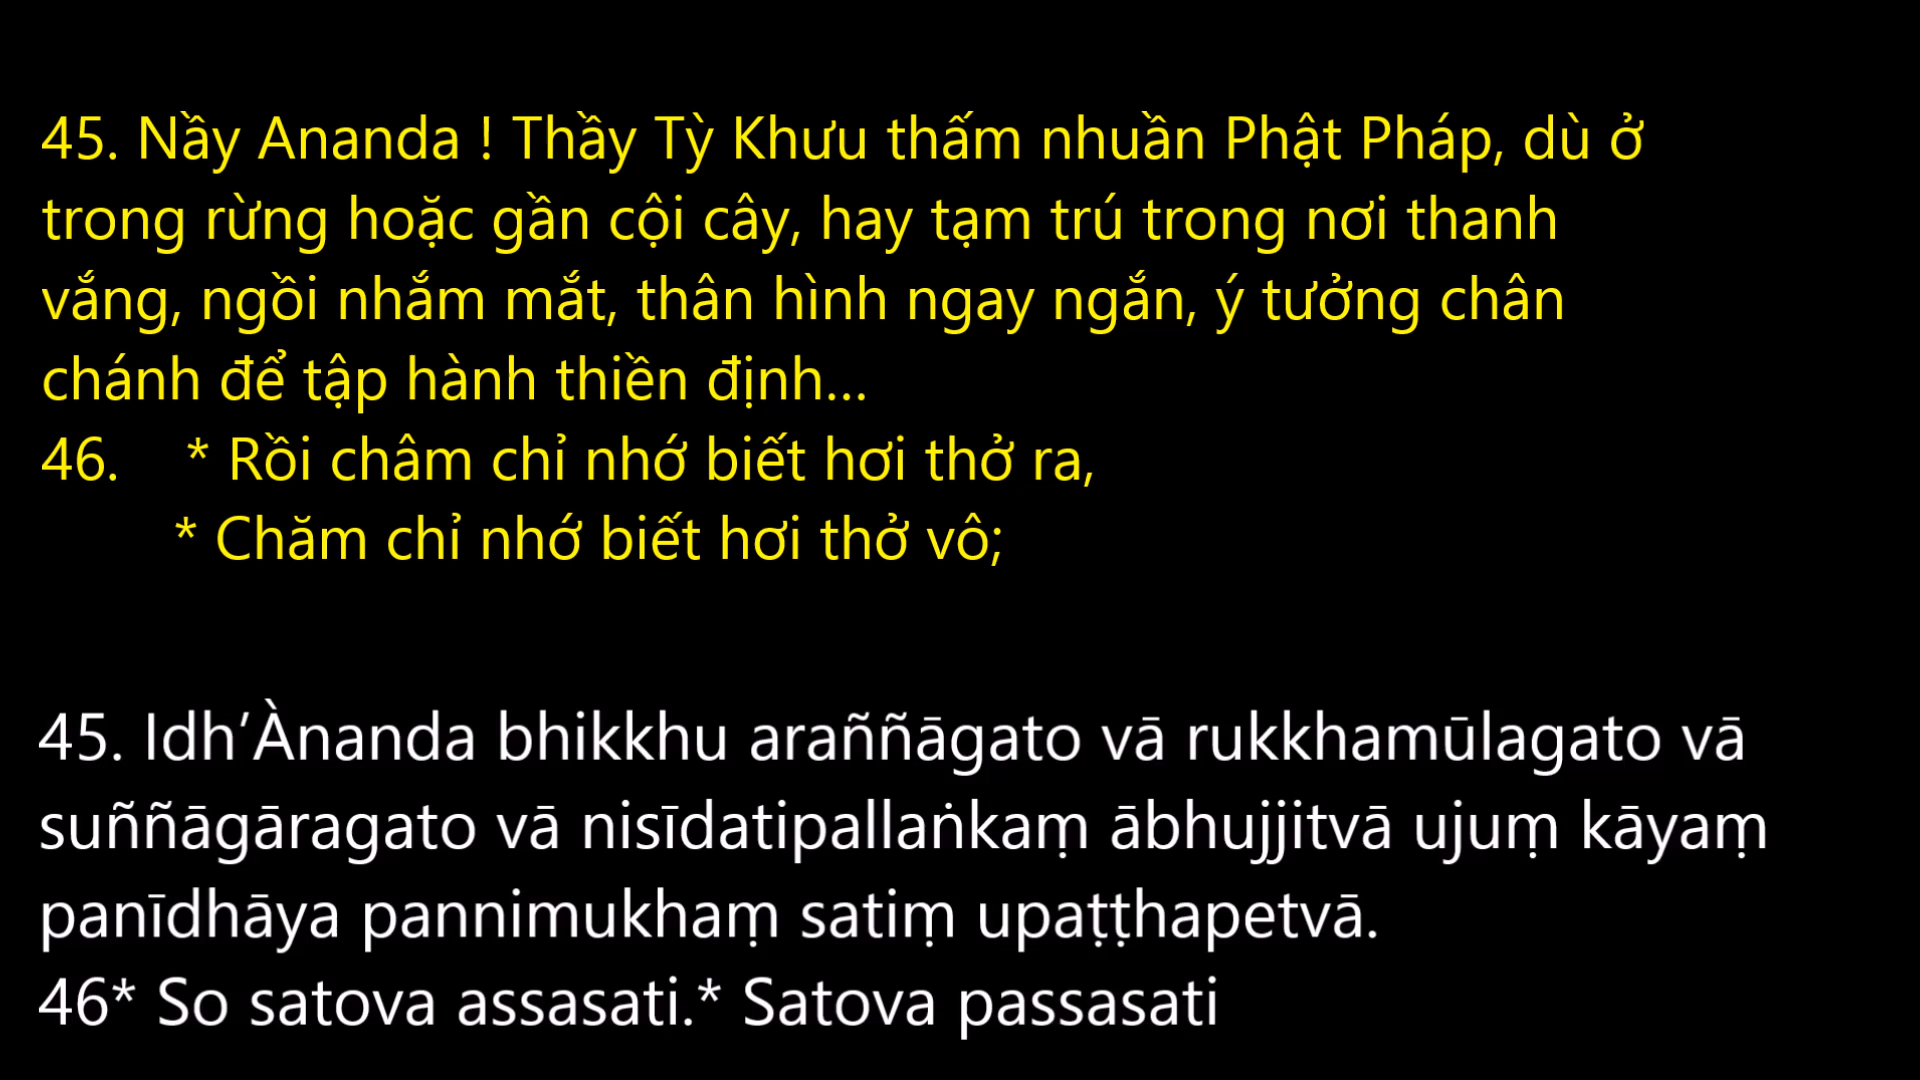 45. Nầy Ananda ! Thầy Tỳ Khưu thấm nhuần Phật Pháp, dù ở
trong rừng hoặc gần cội cây, hay tạm trú trong nơi thanh
vắng, ngồi nhắm mắt, thân hình ngay ngắn, ý tưởng chân
chánh để tập hành thiền định...
46. * Rồi châm chỉ nhớ biết hơi thở ra,
* Chăm chỉ nhớ biết hơi thở vô;
45. Idh’Ànanda bhikkhu araññāgato vā rukkhamūlagato vā
suññāgāragato vā nisīdatipallaṅkaṃ ābhujjitvā ujuṃ kāyaṃ
panīdhāya pannimukhaṃ satiṃ upaṭṭhapetvā.
46* So satova assasati.* Satova passasati